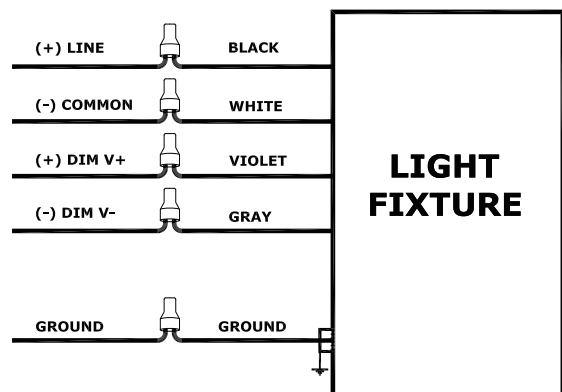 (+) LINE BLACK
(-) COMMON WHITE
(+) DIM V+ VIOLET
(-) DIM V- GRAY
GROUND GROUND
LIGHT
FIXTURE